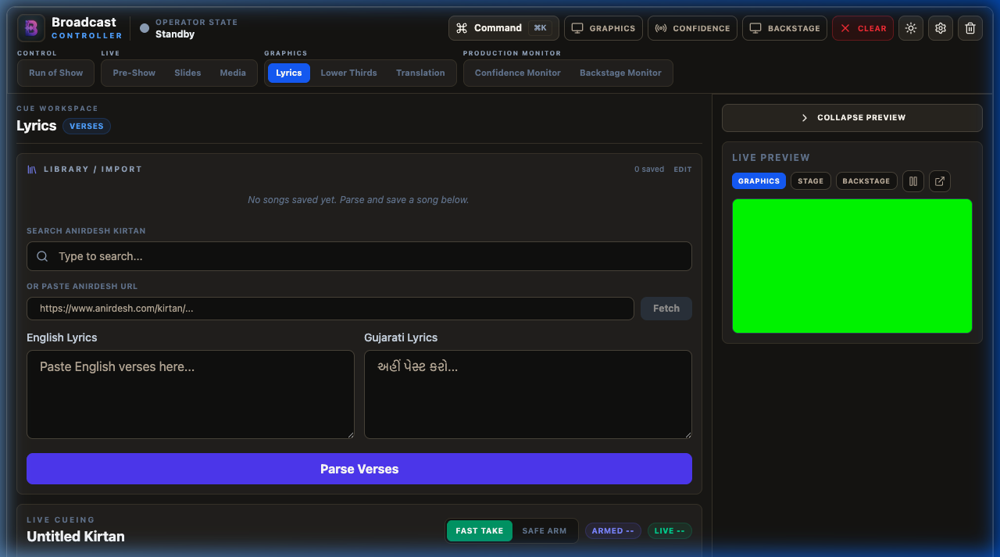 Broadcast
CONTROLLER
OPERATOR STATE
Standby
Command ⌘K
GRAPHICS
CONFIDENCE
BACKSTAGE
CLEAR
CONTROL
LIVE
GRAPHICS
PRODUCTION MONITOR
Run of Show
Pre-Show Slides Media
Lyrics Lower Thirds Translation
Confidence Monitor Backstage Monitor
CUE WORKSPACE
Lyrics VERSES
LIBRARY / IMPORT
0 saved EDIT
No songs saved yet. Parse and save a song below.
SEARCH ANIRDESH KIRTAN
Type to search...
OR PASTE ANIRDESH URL
https://www.anirdesh.com/kirtan/...
Fetch
English Lyrics
Paste English verses here...
Gujarati Lyrics
અહીં પેસ્ટ કરો...
Parse Verses
LIVE CUEING
Untitled Kirtan
FAST TAKE SAFE ARM
ARMED --
LIVE --
COLLAPSE PREVIEW
LIVE PREVIEW
GRAPHICS STAGE BACKSTAGE